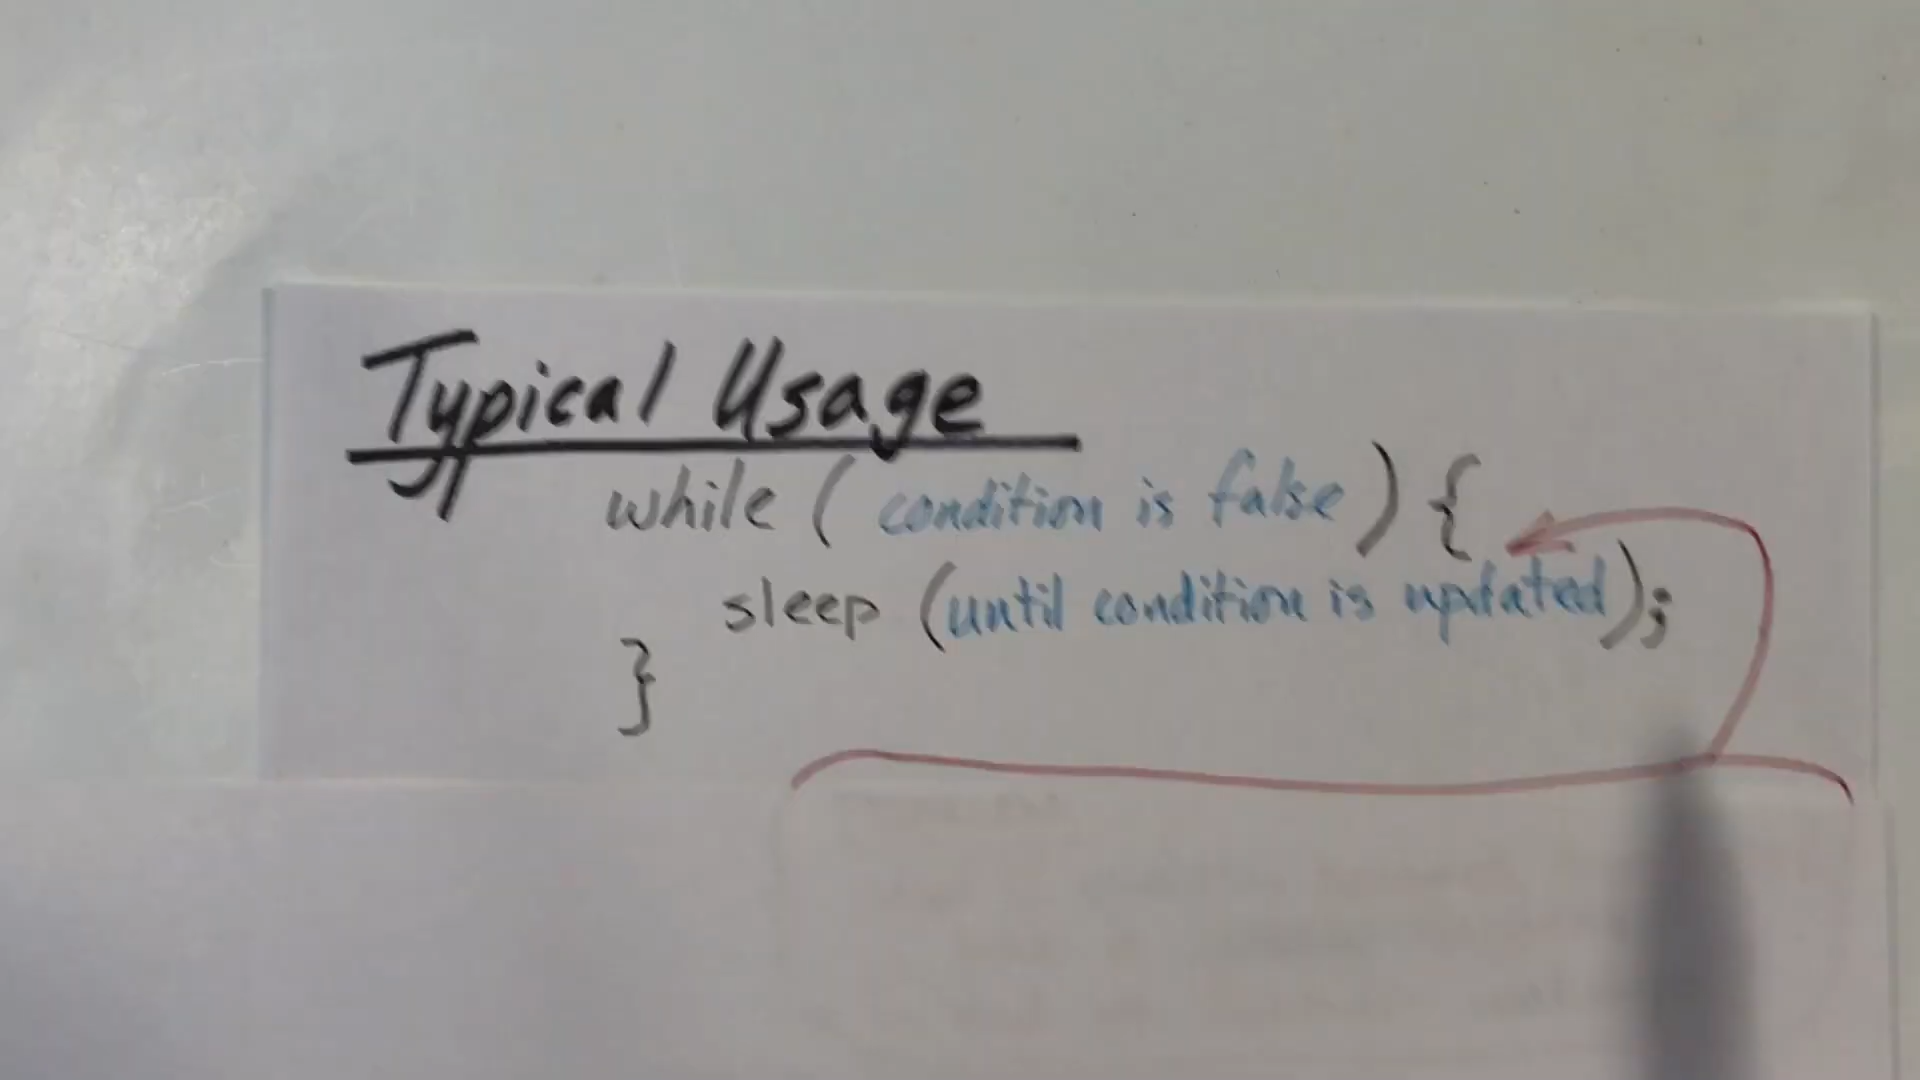 Typical Usage
while ( condition is false ) {
sleep (until condition is updated);
}